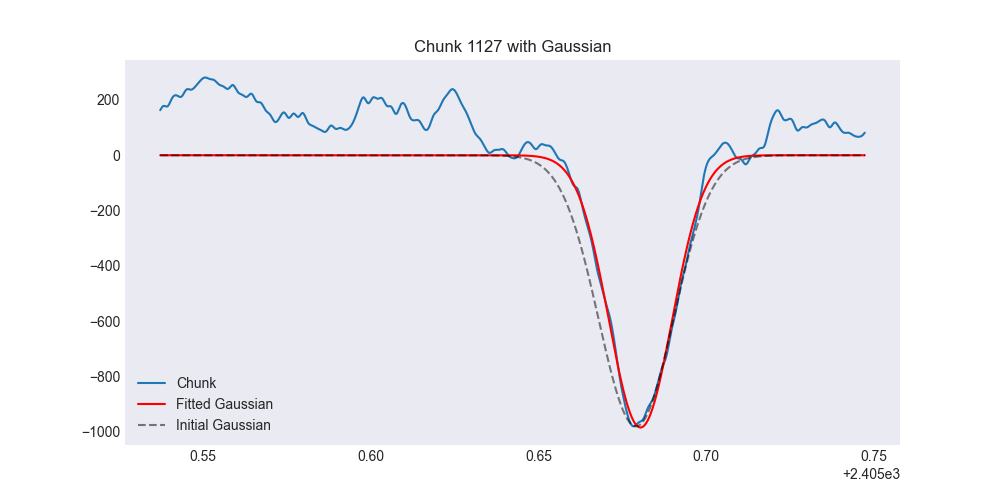 Chunk 1127 with Gaussian
200
0
−200
−400
−600
−800
−1000
Chunk
Fitted Gaussian
Initial Gaussian
0.55 0.60 0.65 0.70 0.75
+2.405e3